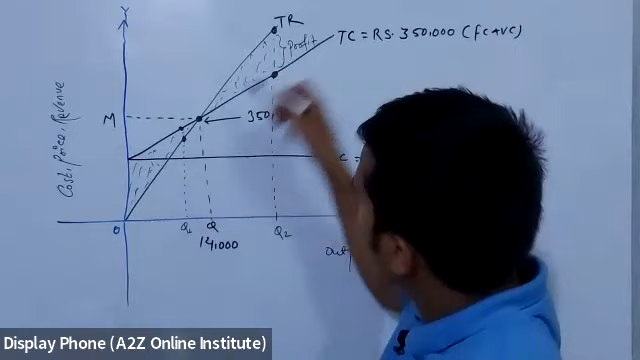 Y
TR
Profit
TC = RS. 350,000 (FC+VC)
Cost, Price, Revenue
M
350,
C =
O
Q1
Q
Q2
14,000
Display Phone (A2Z Online Institute)